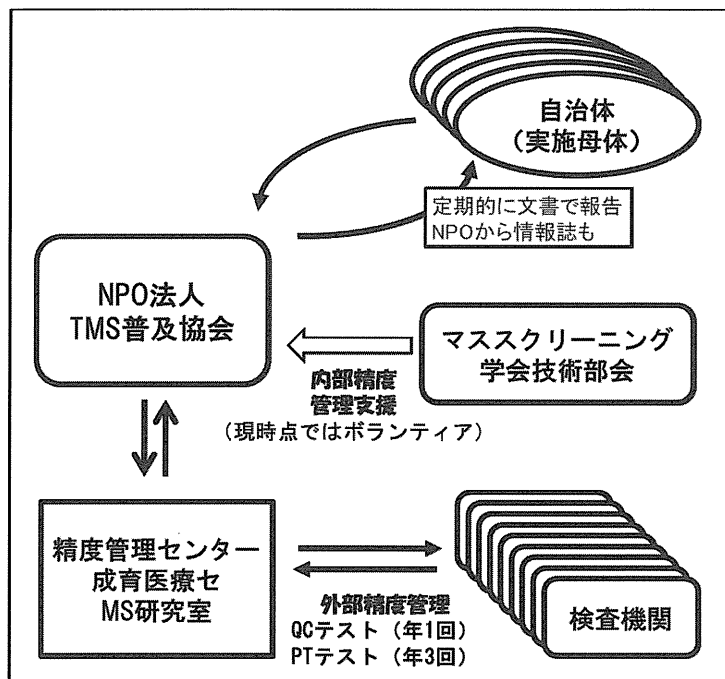 自治体
（実施母体）
定期的に文書で報告
NPOから情報誌も
NPO法人
TMS普及協会
マススクリーニング
学会技術部会
内部精度
管理支援
（現時点ではボランティア）
精度管理センター
成育医療セ
MS研究室
外部精度管理
QCテスト（年1回）
PTテスト（年3回）
検査機関